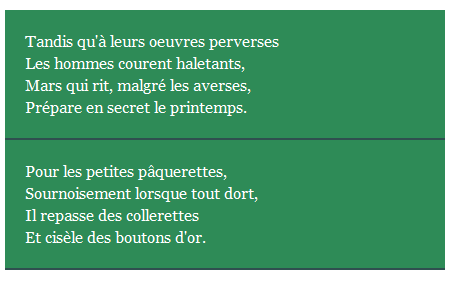 Tandis qu'à leurs oeuvres perverses
Les hommes courent haletants,
Mars qui rit, malgré les averses,
Prépare en secret le printemps.
Pour les petites pâquerettes,
Sournoisement lorsque tout dort,
Il repasse des collerettes
Et cisèle des boutons d'or.